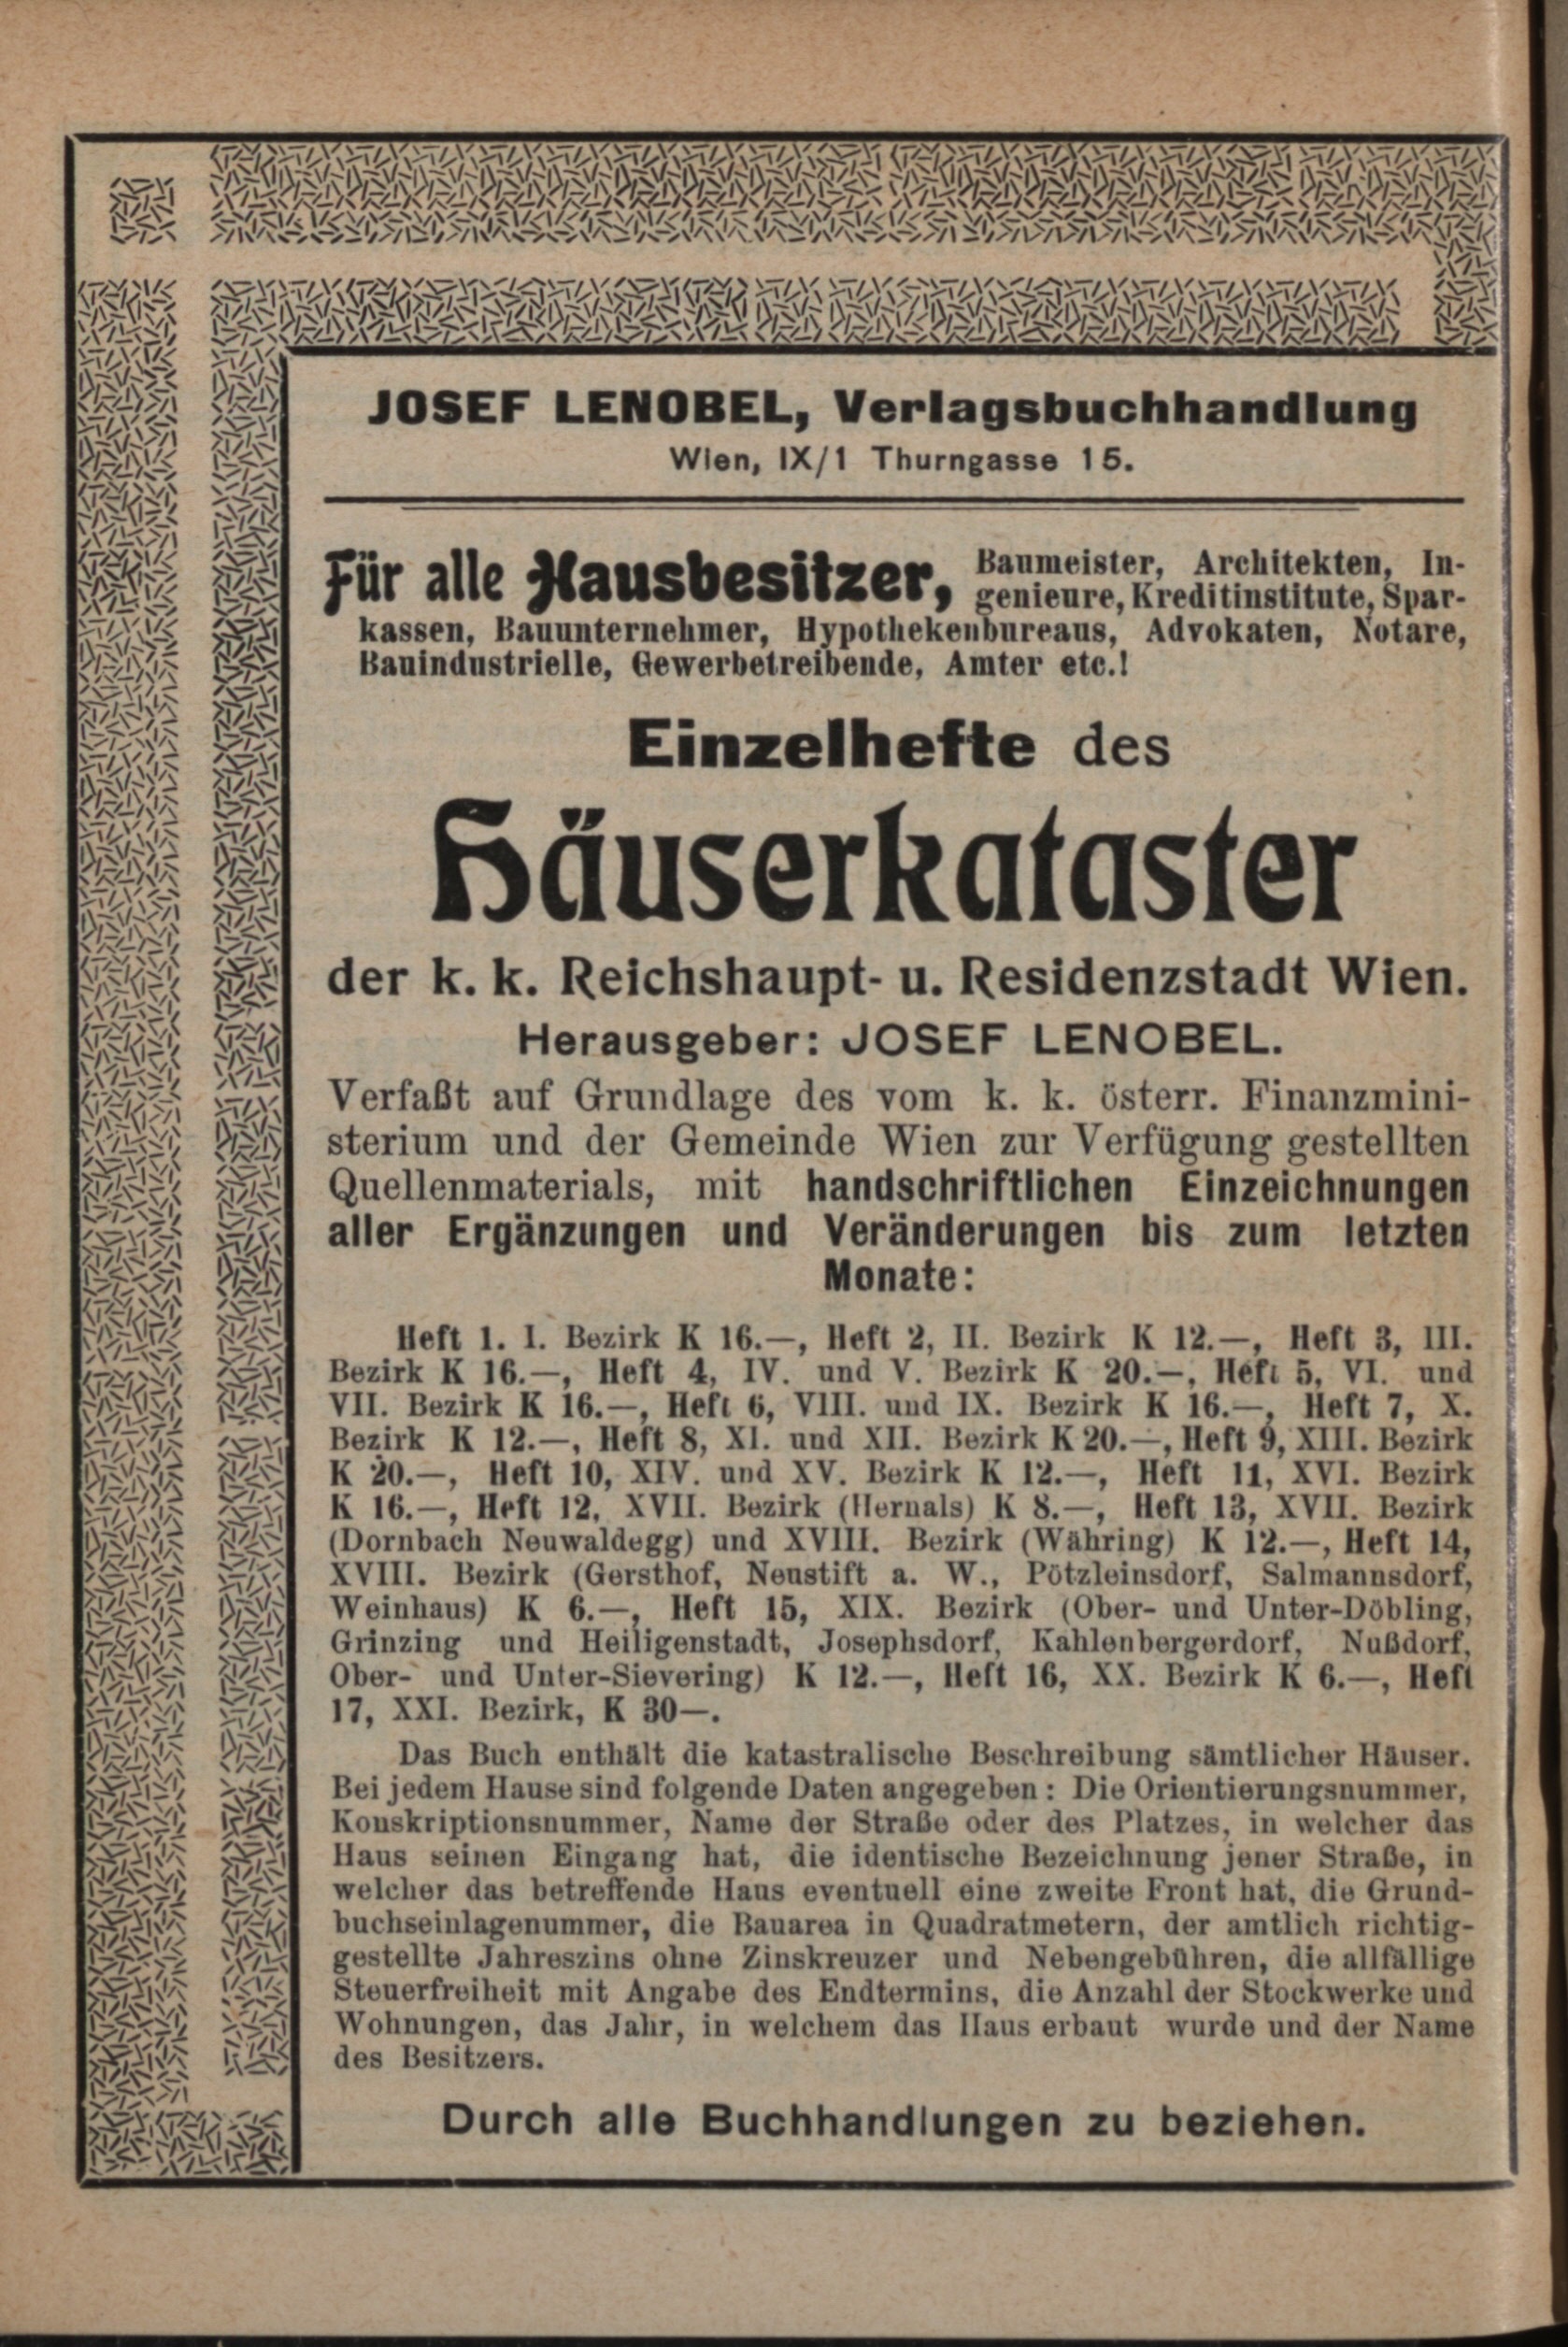 JOSEF LENOBEL, Verlagsbuchhandlung
Wien, IX/1 Thurngasse 15.
Für alle Hausbesitzer, Baumeister, Architekten, In-
genieure, Kreditinstitute, Spar-
kassen, Bauunternehmer, Hypothekenbureaus, Advokaten, Notare,
Bauindustrielle, Gewerbetreibende, Amter etc.!
Einzelhefte des
Häuserkataster
der k. k. Reichshaupt- u. Residenzstadt Wien.
Herausgeber: JOSEF LENOBEL.
Verfaßt auf Grundlage des vom k. k. österr. Finanzmini-
sterium und der Gemeinde Wien zur Verfügung gestellten
Quellenmaterials, mit handschriftlichen Einzeichnungen
aller Ergänzungen und Veränderungen bis zum letzten
Monate:
Heft 1. I. Bezirk K 16.—, Heft 2, II. Bezirk K 12.—, Heft 3, III.
Bezirk K 16.—, Heft 4, IV. und V. Bezirk K 20.—, Heft 5, VI. und
VII. Bezirk K 16.—, Heft 6, VIII. und IX. Bezirk K 16.—, Heft 7, X.
Bezirk K 12.—, Heft 8, XI. und XII. Bezirk K 20.—, Heft 9, XIII. Bezirk
K 20.—, Heft 10, XIV. und XV. Bezirk K 12.—, Heft 11, XVI. Bezirk
K 16.—, Heft 12, XVII. Bezirk (Hernals) K 8.—, Heft 13, XVII. Bezirk
(Dornbach Neuwaldegg) und XVIII. Bezirk (Währing) K 12.—, Heft 14,
XVIII. Bezirk (Gersthof, Neustift a. W., Pötzleinsdorf, Salmannsdorf,
Weinhaus) K 6.—, Heft 15, XIX. Bezirk (Ober- und Unter-Döbling,
Grinzing und Heiligenstadt, Josephsdorf, Kahlenbergerdorf, Nußdorf,
Ober- und Unter-Sievering) K 12.—, Heft 16, XX. Bezirk K 6.—, Heft
17, XXI. Bezirk, K 30—.
Das Buch enthält die katastralische Beschreibung sämtlicher Häuser.
Bei jedem Hause sind folgende Daten angegeben: Die Orientierungsnummer,
Konskriptionsnummer, Name der Straße oder des Platzes, in welcher das
Haus seinen Eingang hat, die identische Bezeichnung jener Straße, in
welcher das betreffende Haus eventuell eine zweite Front hat, die Grund-
buchseinlagenummer, die Bauarea in Quadratmetern, der amtlich richtig-
gestellte Jahreszins ohne Zinskreuzer und Nebengebühren, die allfällige
Steuerfreiheit mit Angabe des Endtermins, die Anzahl der Stockwerke und
Wohnungen, das Jahr, in welchem das Haus erbaut wurde und der Name
des Besitzers.
Durch alle Buchhandlungen zu beziehen.